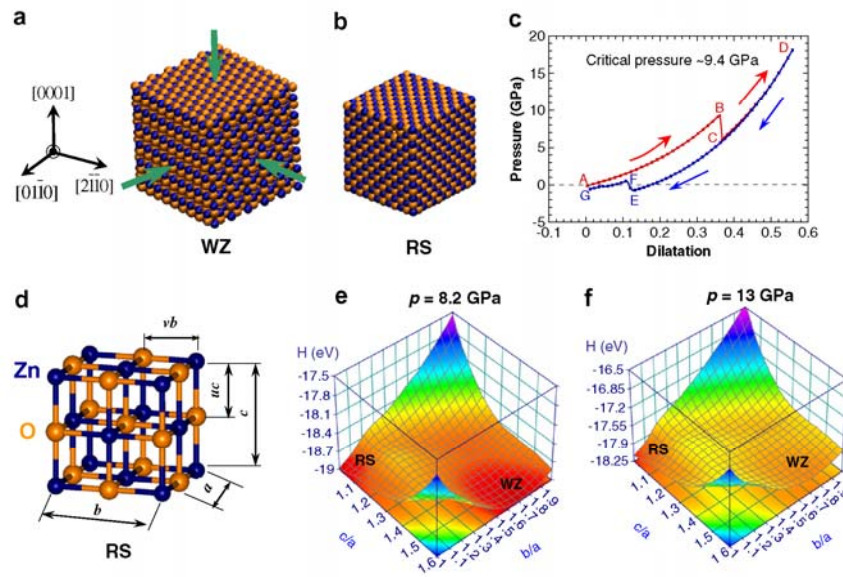 a
[0001]
[01̄10]
[2̄1̄10]
WZ
b
RS
c
Critical pressure ~9.4 GPa
Pressure (GPa)
20
15
10
5
0
5
-0.1
0
0.1
0.2
0.3
0.4
0.5
0.6
Dilatation
A
B
C
D
E
F
G
d
Zn
O
vb
uc
c
a
b
RS
e
p = 8.2 GPa
H (eV)
-17.5
-17.8
-18.1
-18.4
-18.7
-19
RS
WZ
1.1
1.2
1.3
1.4
1.5
1.6
c/a
b/a
f
p = 13 GPa
H (eV)
-16.5
-16.85
-17.2
-17.55
-17.9
-18.25
RS
WZ
1.1
1.2
1.3
1.4
1.5
1.6
c/a
b/a